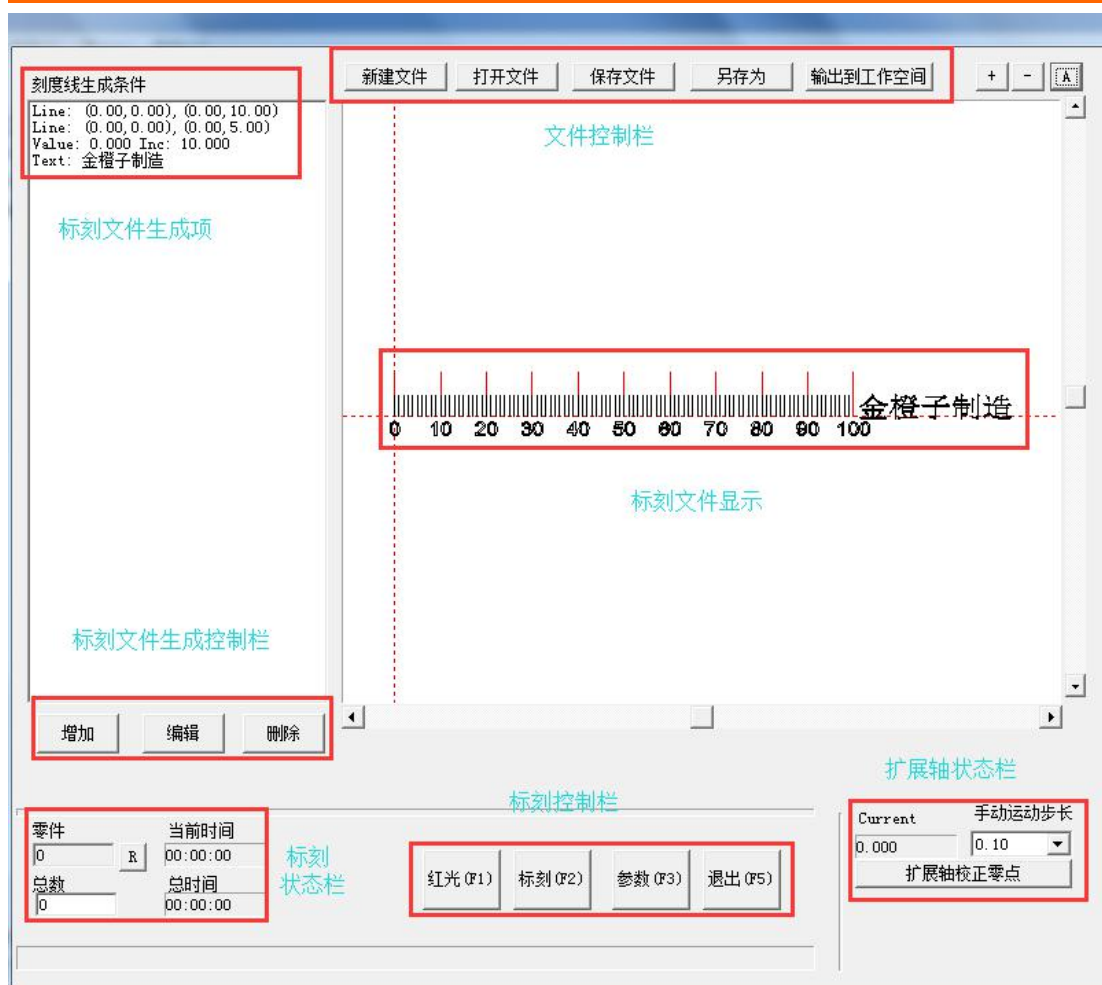 新建文件 打开文件 保存文件 另存为 输出到工作空间 + - A
刻度线生成条件
Line: (0.00,0.00), (0.00,10.00)
Line: (0.00,0.00), (0.00,5.00)
Value: 0.000 Inc: 10.000
Text: 金橙子制造
文件控制栏
标刻文件生成项
金橙子制造
0 10 20 30 40 50 60 70 80 90 100
标刻文件显示
标刻文件生成控制栏
增加 编辑 删除
扩展轴状态栏
标刻控制栏
零件 当前时间
0 R 00:00:00
总数 总时间
0 00:00:00
标刻
状态栏
红光(F1) 标刻(F2) 参数(F3) 退出(F5)
Current 手动运动步长
0.000 0.10
扩展轴校正零点